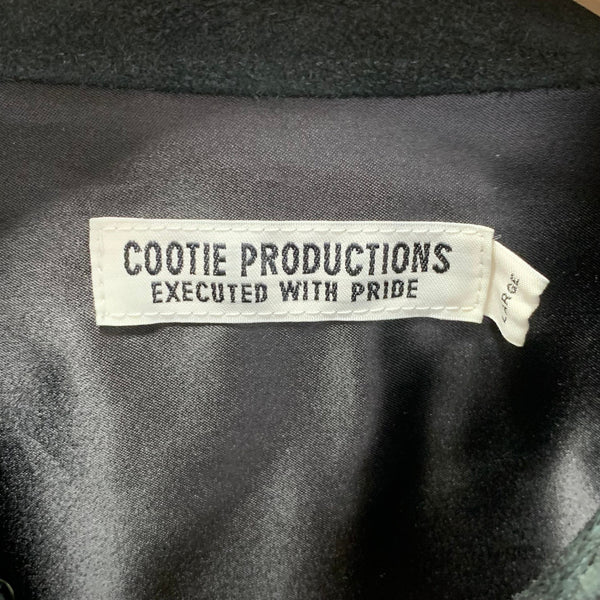 COOTIE PRODUCTIONS
EXECUTED WITH PRIDE
LARGE